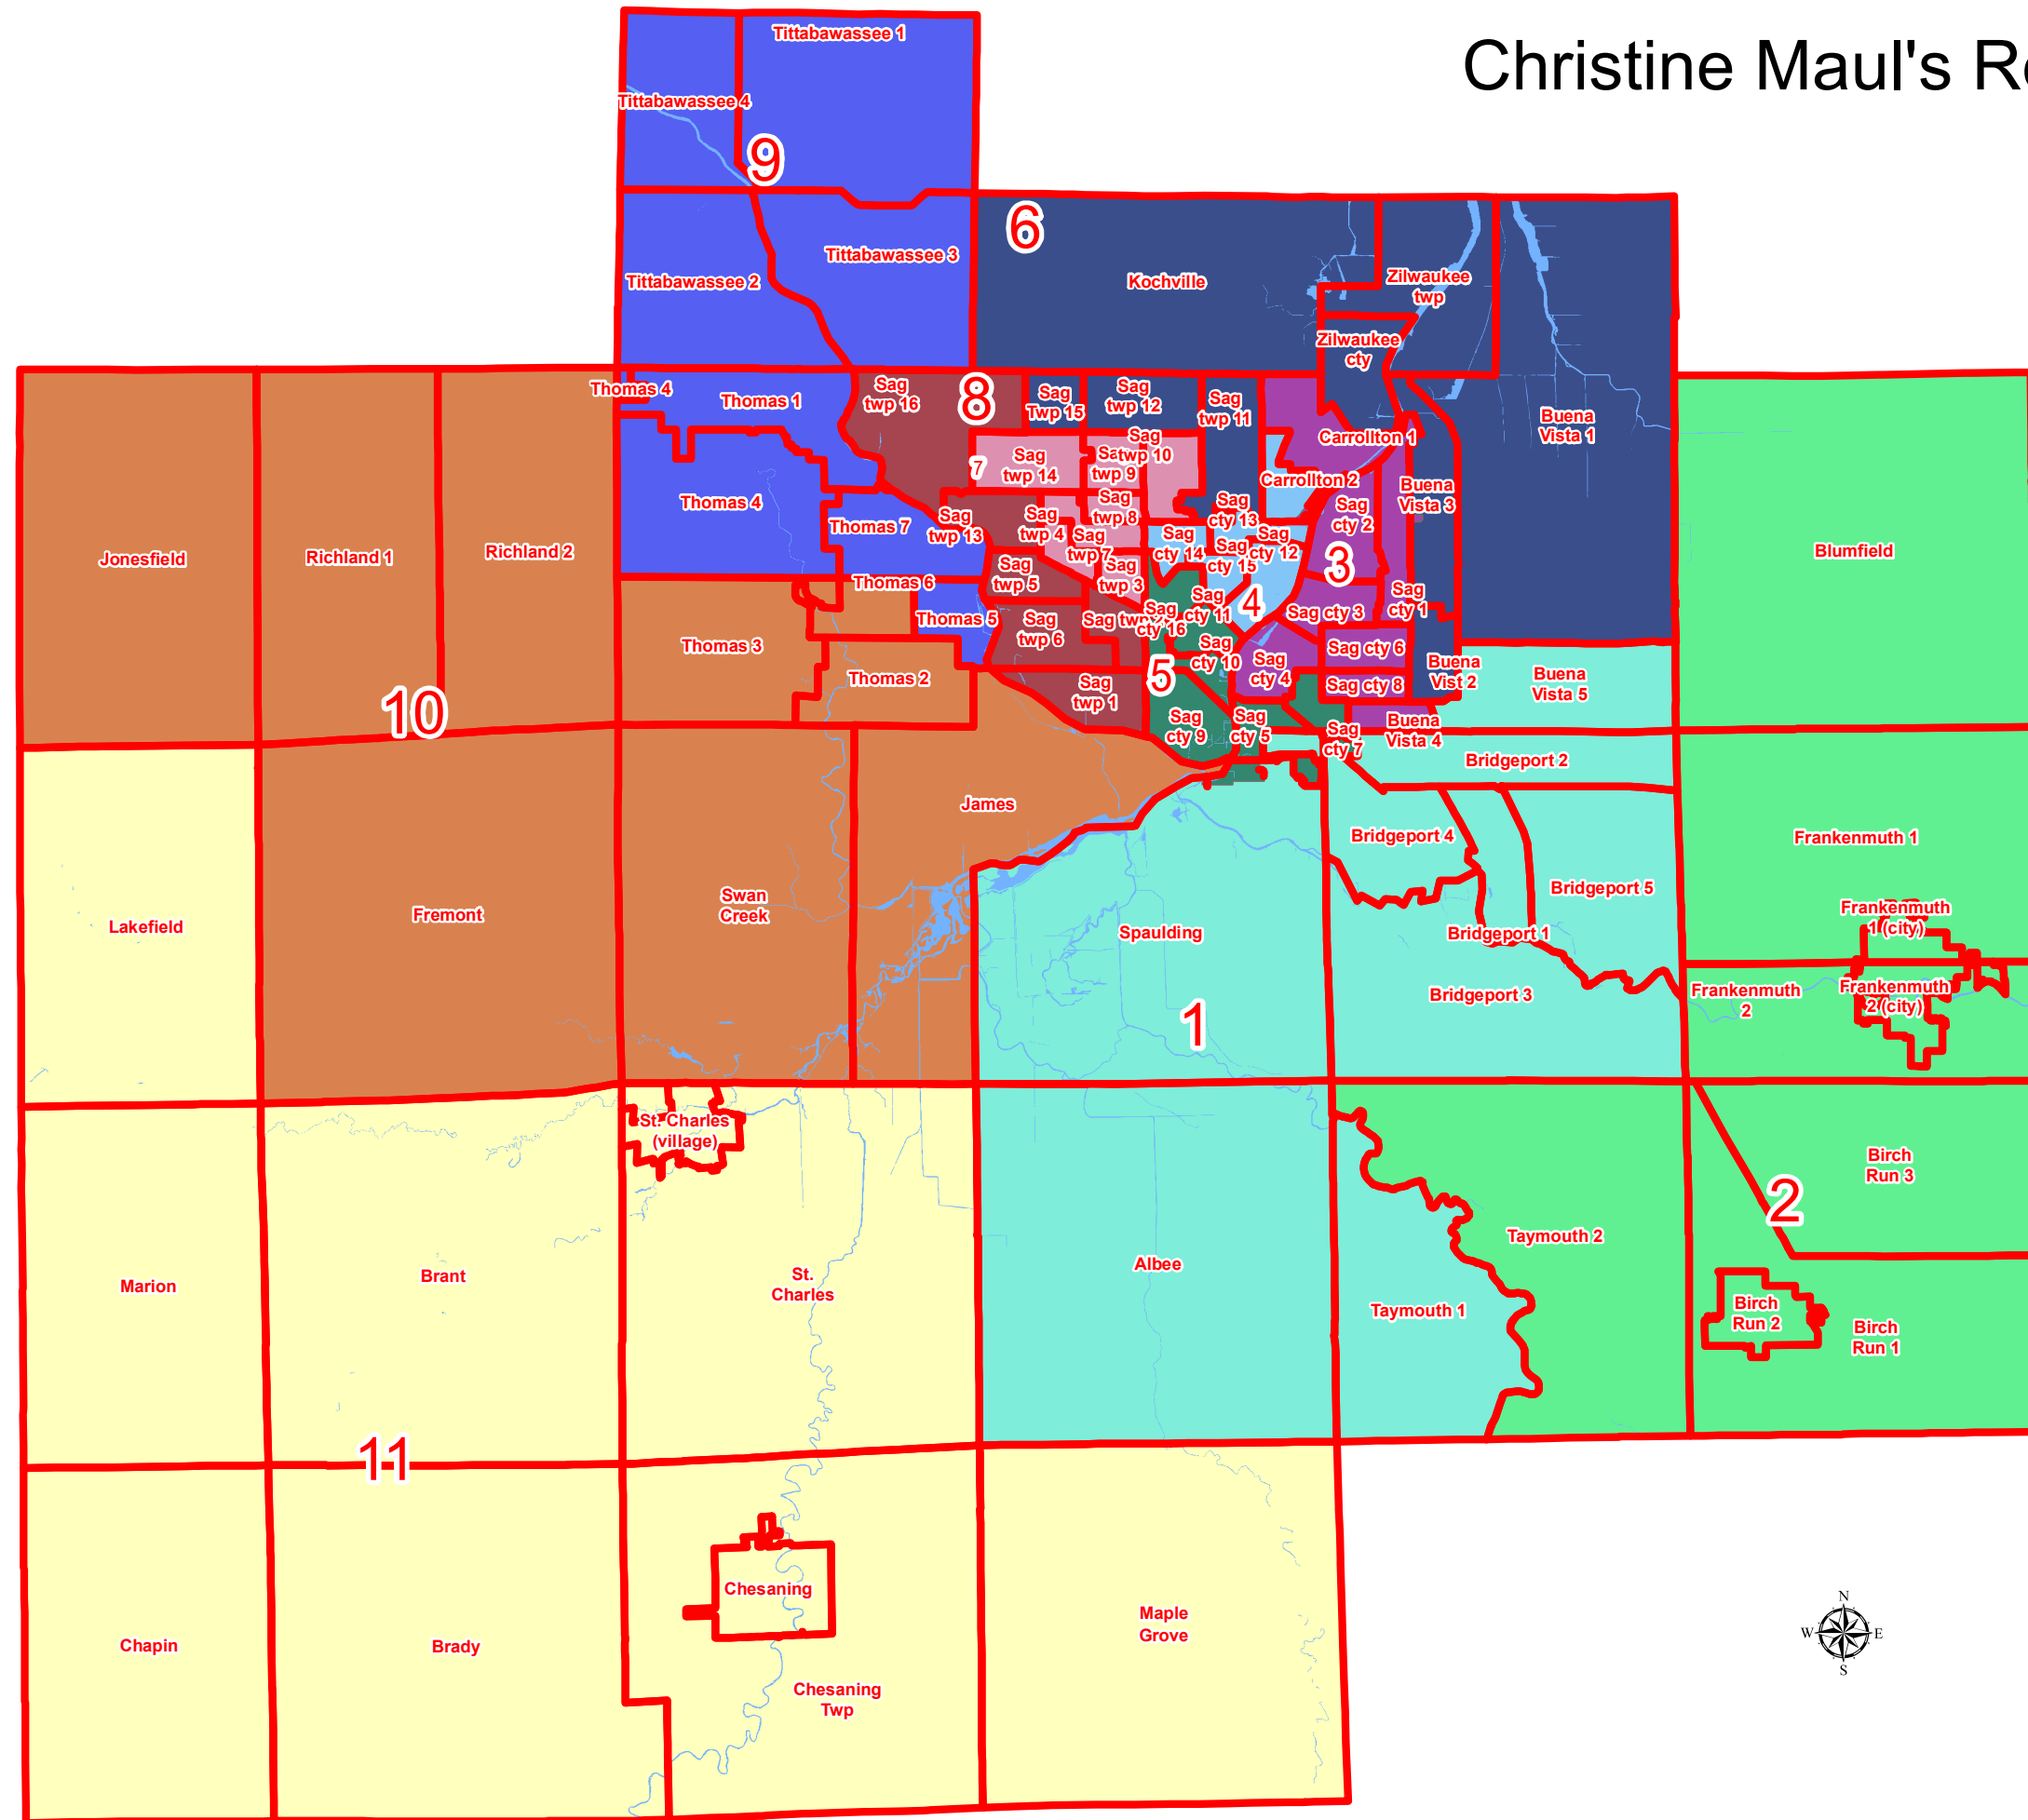 Christine Maul's Re
Tittabawassee 1
Tittabawassee 4
9
6
Tittabawassee 3
Tittabawassee 2
Kochville
Zilwaukee
twp
Zilwaukee
cty
Thomas 4
Thomas 1
Sag
twp 16
8
Sag
Twp 15
Sag
twp 12
Sag
twp 11
Buena
Vista 1
Carrollton 1
Sag
twp 10
7
Sag
twp 14
Sag
twp 9
Carrollton 2
Buena
Vista 3
Thomas 4
Thomas 7
Sag
twp 13
Sag
twp 4
Sag
twp 8
Sag
cty 13
Sag
cty 2
Jonesfield
Richland 1
Richland 2
Blumfield
Sag
twp 7
Sag
cty 14
Sag
cty 15
Sag
cty 12
3
Thomas 6
Sag
twp 5
Sag
twp 3
Sag
cty 11
4
Sag cty 3
Sag
cty 1
Thomas 5
Sag
twp 6
Sag twp 2
Sag
cty 16
Thomas 3
Sag
cty 10
Sag cty 6
Thomas 2
5
Sag
cty 4
Sag cty 8
Buena
Vist 2
Buena
Vista 5
Sag
twp 1
10
Sag
cty 9
Sag
cty 5
Sag
cty 7
Buena
Vista 4
Bridgeport 2
James
Bridgeport 4
Frankenmuth 1
Bridgeport 5
Swan
Creek
Fremont
Lakefield
Spaulding
Bridgeport 1
Frankenmuth
1 (city)
Bridgeport 3
Frankenmuth
2
Frankenmuth
2 (city)
1
St. Charles
(village)
Birch
Run 3
2
Taymouth 2
Marion
Brant
St.
Charles
Albee
Taymouth 1
Birch
Run 2
Birch
Run 1
11
Chesaning
Maple
Grove
Chapin
Brady
Chesaning
Twp
N
W E
S